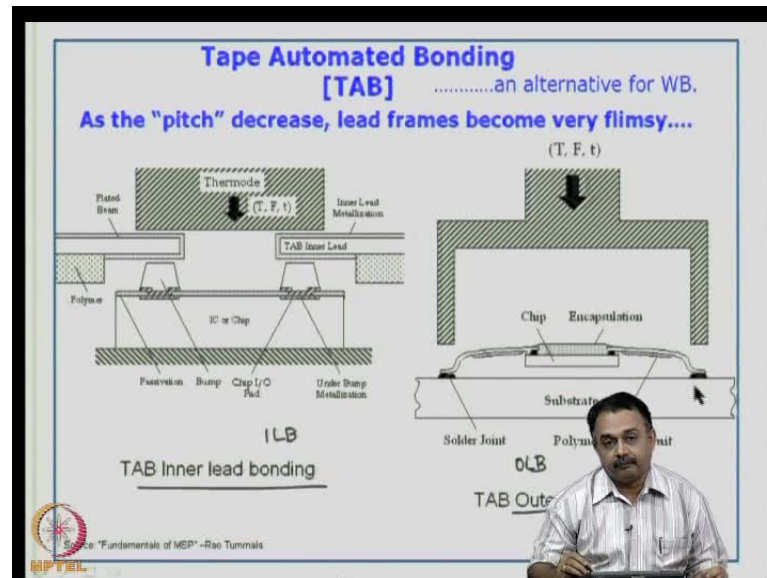 Tape Automated Bonding
[TAB] ............an alternative for WB.
As the "pitch" decrease, lead frames become very flimsy....
(T, F, t)
Thermode
Plated
Beam
(T, F, t)
Inner Lead
Metallization
TAB Inner Lead
Polymer
IC or Chip
Passivation
Bump
Chip I/O
Pad
Under Bump
Metallization
ILB
TAB Inner lead bonding
Chip
Encapsulation
Substrate
Solder Joint
OLB
TAB
"Fundamentals of MSP" –Rao Tummala
NPTEL